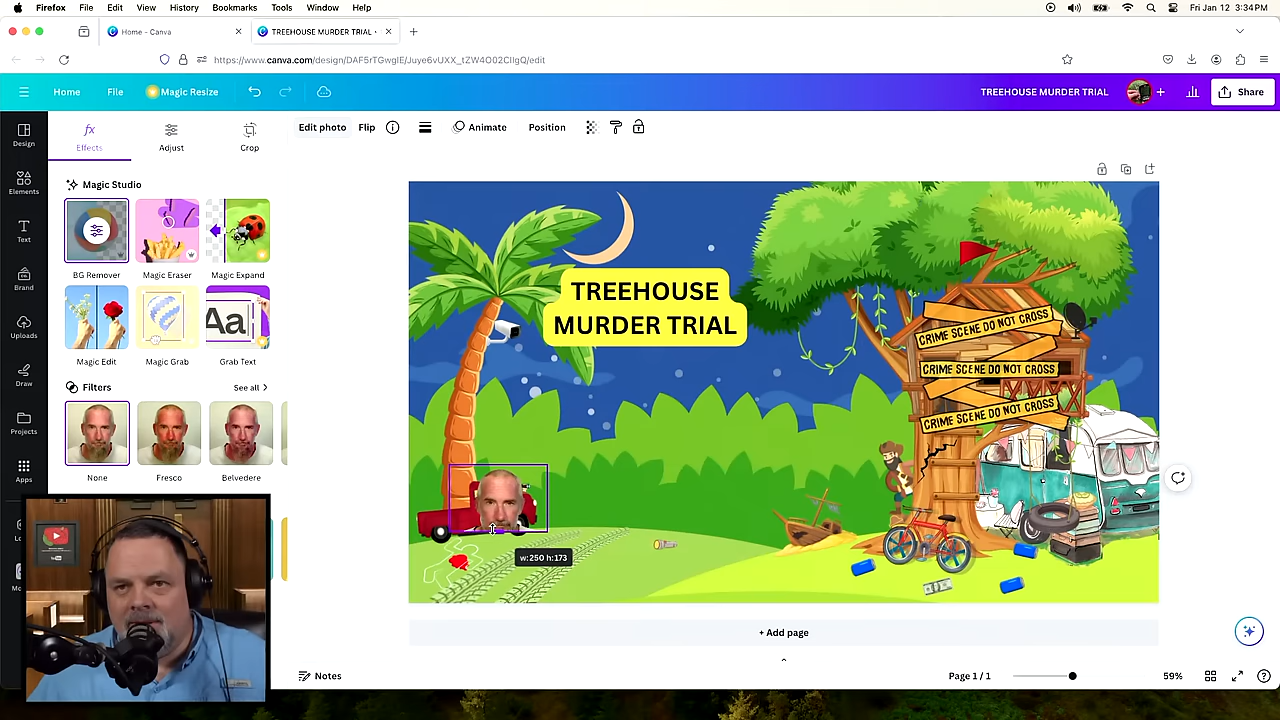 Firefox File Edit View History Bookmarks Tools Window Help
Fri Jan 12 3:34 PM
Home - Canva
TREEHOUSE MURDER TRIAL
https://www.canva.com/design/DAF5rTGwgIE/Juye6vUXX_tZW4O02CIIgQ/edit
Home File Magic Resize
TREEHOUSE MURDER TRIAL
Share
Effects Adjust Crop
Edit photo Flip Animate Position
Design
Elements
Text
Brand
Uploads
Draw
Projects
Apps
Magic Studio
BG Remover Magic Eraser Magic Expand
Aa
Magic Edit Magic Grab Grab Text
Filters See all
None Fresco Belvedere
TREEHOUSE
MURDER TRIAL
CRIME SCENE DO NOT CROSS
CRIME SCENE DO NOT CROSS
CRIME SCENE DO NOT CROSS
w:250 h:173
+ Add page
Notes
Page 1 / 1
59%